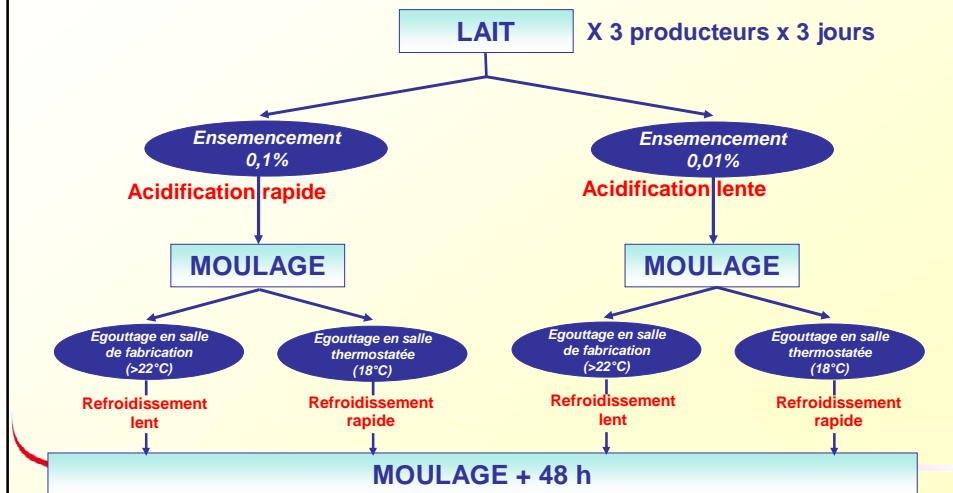 LAIT
X 3 producteurs x 3 jours
Ensemencement
0,1%
Ensemencement
0,01%
Acidification rapide
Acidification lente
MOULAGE
MOULAGE
Egouttage en salle
de fabrication
(>22°C)
Egouttage en salle
thermostatée
(18°C)
Egouttage en salle
de fabrication
(>22°C)
Egouttage en salle
thermostatée
(18°C)
Refroidissement
lent
Refroidissement
rapide
Refroidissement
lent
Refroidissement
rapide
MOULAGE + 48 h